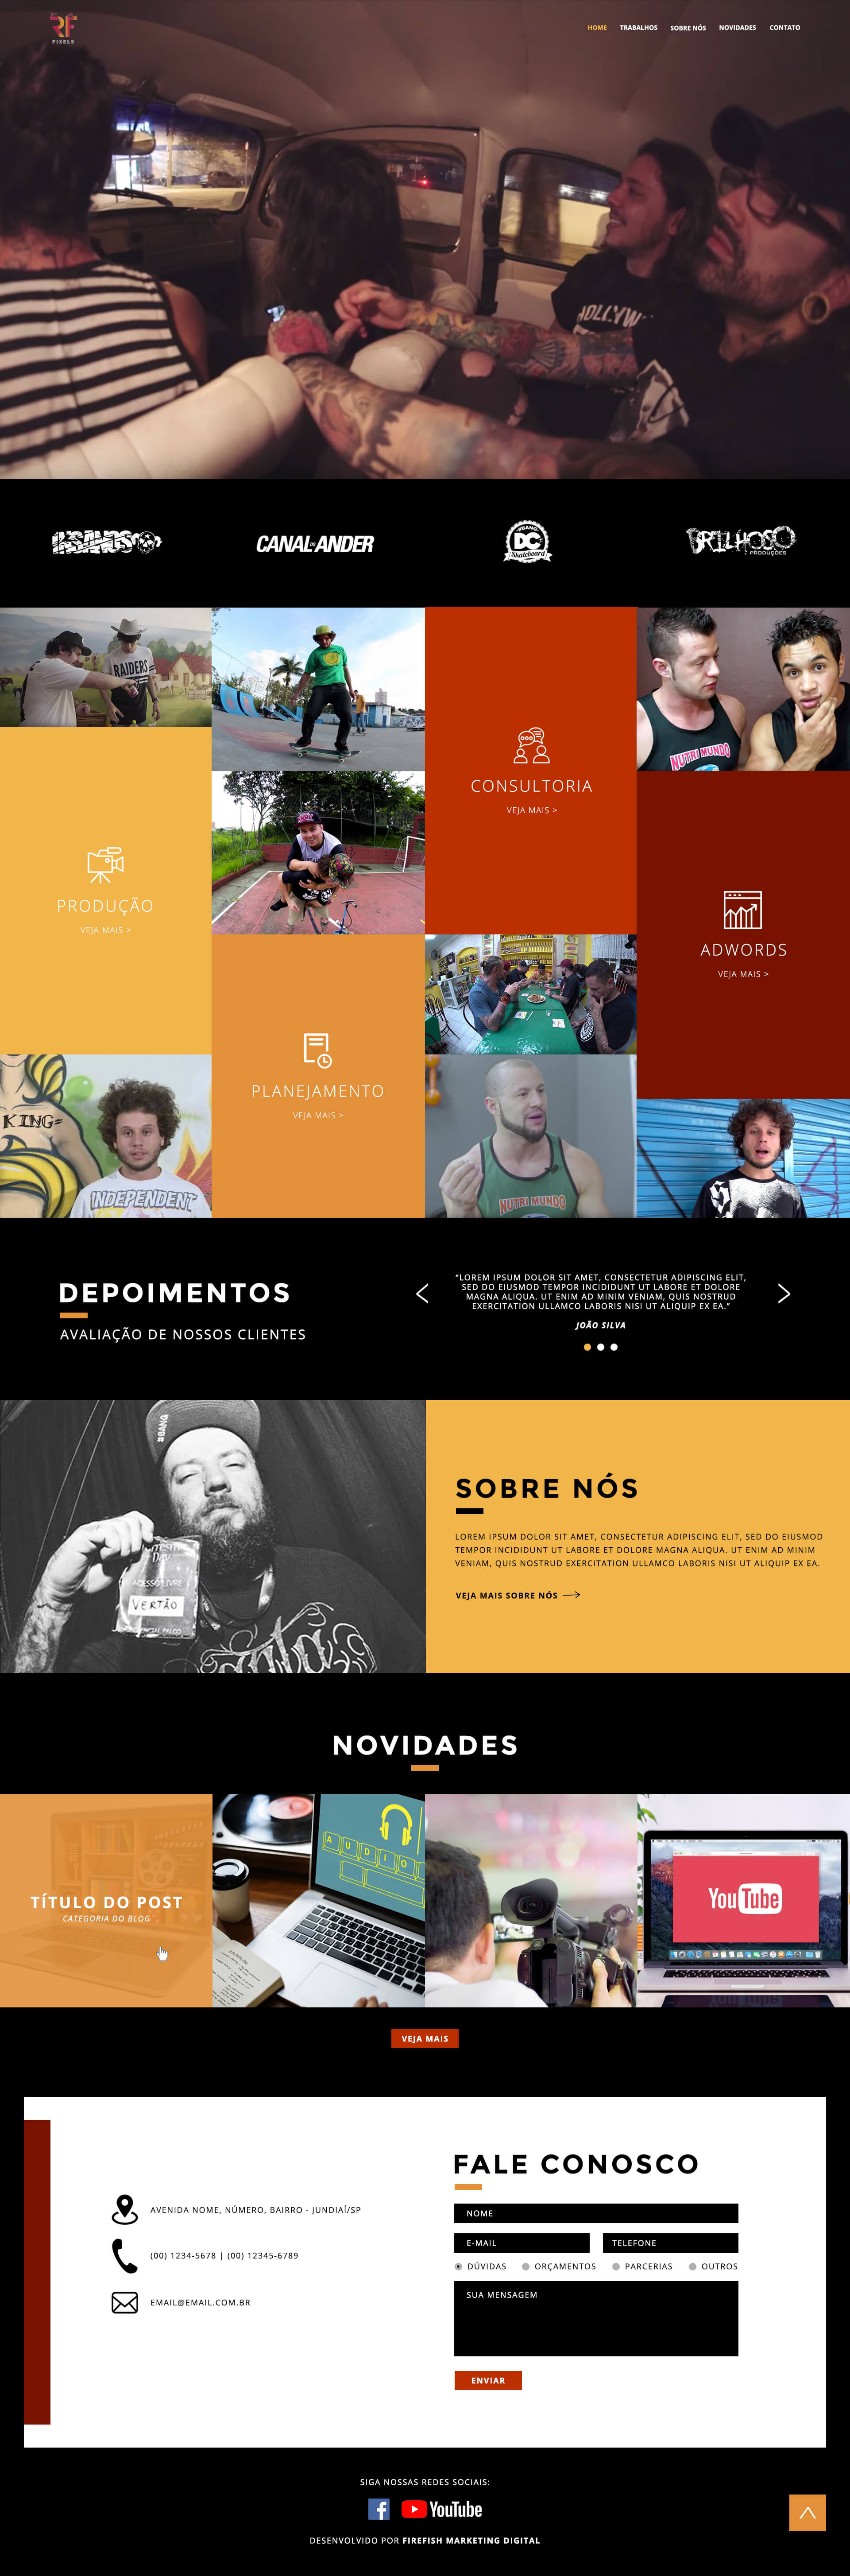 RF
PIXELS
HOME TRABALHOS SOBRE NÓS NOVIDADES CONTATO
HOLLYW
CANAL DO ANDER
#BANG
DC
Skateboard
BRILHOSO
PRODUÇÕES
RAIDERS
NUTRI MUNDO
CONSULTORIA
VEJA MAIS >
PRODUÇÃO
VEJA MAIS >
ADWORDS
VEJA MAIS >
PLANEJAMENTO
VEJA MAIS >
KING
INDEPENDENT
NUTRI MUNDO
DEPOIMENTOS
AVALIAÇÃO DE NOSSOS CLIENTES
"LOREM IPSUM DOLOR SIT AMET, CONSECTETUR ADIPISCING ELIT,
SED DO EIUSMOD TEMPOR INCIDIDUNT UT LABORE ET DOLORE
MAGNA ALIQUA. UT ENIM AD MINIM VENIAM, QUIS NOSTRUD
EXERCITATION ULLAMCO LABORIS NISI UT ALIQUIP EX EA."
JOÃO SILVA
#BANG
DAY
ACESSO LIVRE
VERTÃO
SOBRE NÓS
LOREM IPSUM DOLOR SIT AMET, CONSECTETUR ADIPISCING ELIT, SED DO EIUSMOD
TEMPOR INCIDIDUNT UT LABORE ET DOLORE MAGNA ALIQUA. UT ENIM AD MINIM
VENIAM, QUIS NOSTRUD EXERCITATION ULLAMCO LABORIS NISI UT ALIQUIP EX EA.
VEJA MAIS SOBRE NÓS
NOVIDADES
TÍTULO DO POST
CATEGORIA DO BLOG
AUDIO
YouTube
VEJA MAIS
AVENIDA NOME, NÚMERO, BAIRRO - JUNDIAÍ/SP
(00) 1234-5678 | (00) 12345-6789
EMAIL@EMAIL.COM.BR
FALE CONOSCO
NOME
E-MAIL TELEFONE
DÚVIDAS ORÇAMENTOS PARCERIAS OUTROS
SUA MENSAGEM
ENVIAR
SIGA NOSSAS REDES SOCIAIS:
f YouTube
DESENVOLVIDO POR FIREFISH MARKETING DIGITAL